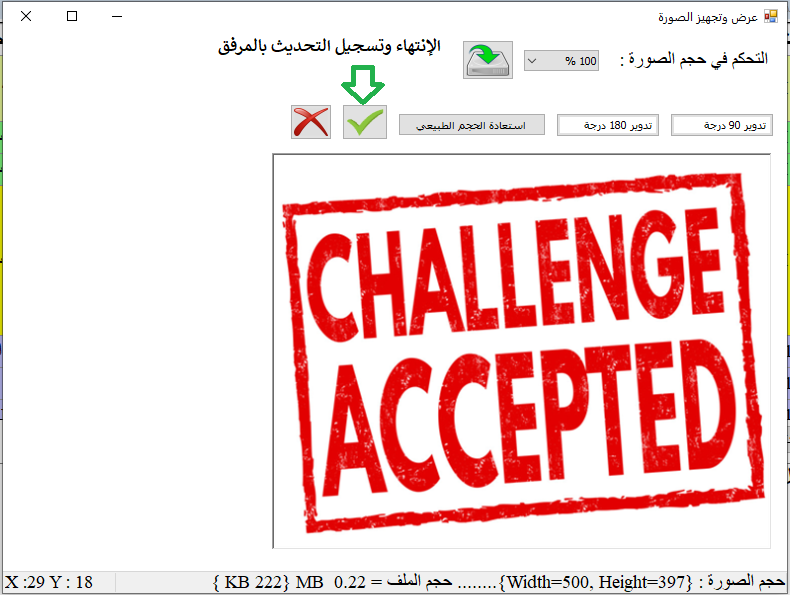 عرض وتجهيز الصورة
الإنتهاء وتسجيل التحديث بالمرفق
التحكم في حجم الصورة :
100 %
تدوير 90 درجة
تدوير 180 درجة
استعادة الحجم الطبيعي
CHALLENGE
ACCEPTED
حجم الصورة : {Width=500, Height=397}........ حجم الملف = 0.22 MB {222 KB }
X :29 Y : 18